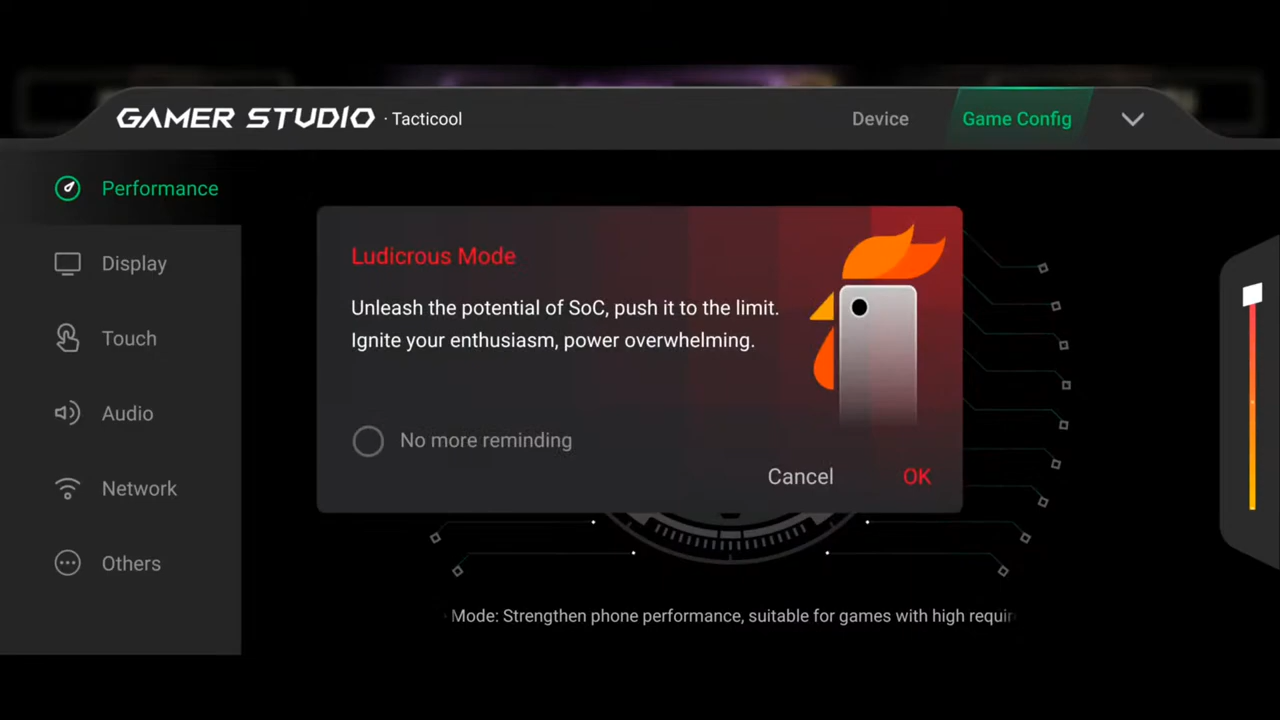 GAMER STUDIO · Tacticool
Device
Game Config
Performance
Display
Touch
Audio
Network
Others
Ludicrous Mode
Unleash the potential of SoC, push it to the limit.
Ignite your enthusiasm, power overwhelming.
No more reminding
Cancel
OK
Mode: Strengthen phone performance, suitable for games with high